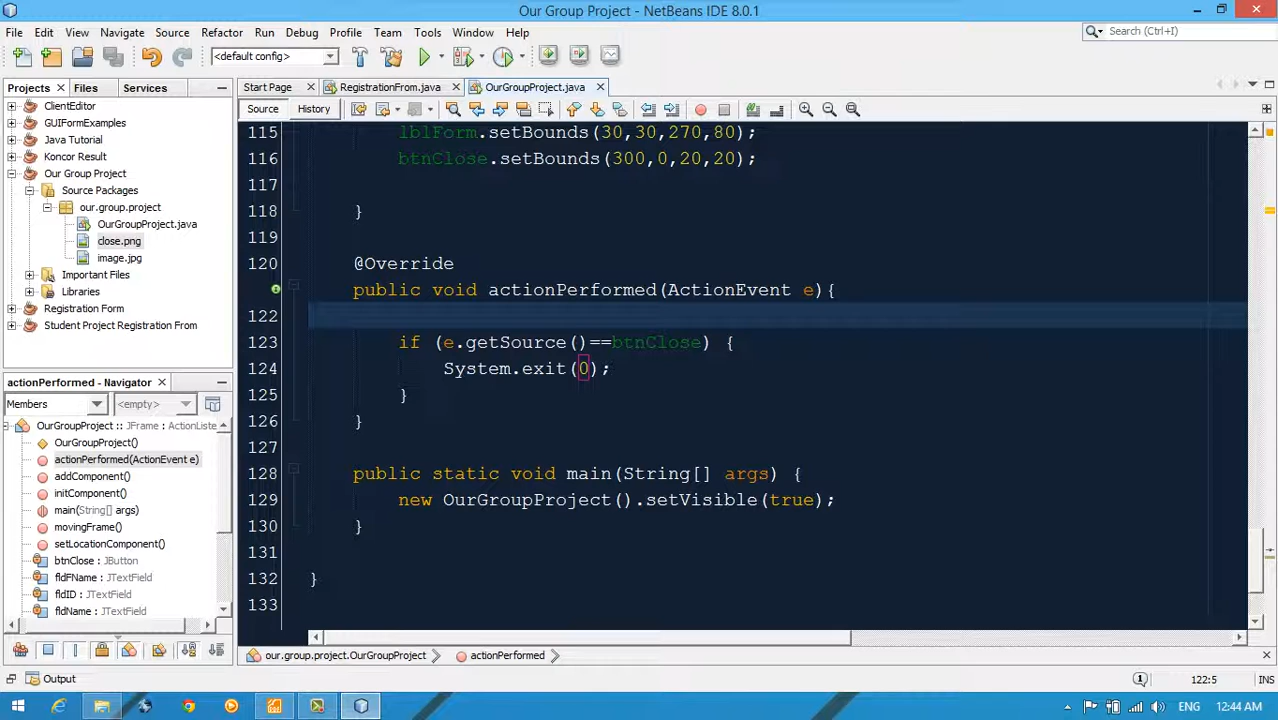 Our Group Project - NetBeans IDE 8.0.1
File Edit View Navigate Source Refactor Run Debug Profile Team Tools Window Help
Search (Ctrl+I)
<default config>
Projects Files Services
Start Page RegistrationFrom.java OurGroupProject.java
Source History
ClientEditor
GUIFormExamples
Java Tutorial
Koncor Result
Our Group Project
Source Packages
our.group.project
OurGroupProject.java
close.png
image.jpg
Important Files
Libraries
Registration Form
Student Project Registration From
115 lblForm.setBounds(30,30,270,80);
116 btnClose.setBounds(300,0,20,20);
117
118 }
119
120 @Override
public void actionPerformed(ActionEvent e){
122
123 if (e.getSource()==btnClose) {
124 System.exit(0);
125 }
126 }
127
128 public static void main(String[] args) {
129 new OurGroupProject().setVisible(true);
130 }
131
132 }
133
actionPerformed - Navigator
Members <empty>
OurGroupProject :: JFrame : ActionListe
OurGroupProject()
actionPerformed(ActionEvent e)
addComponent()
initComponent()
main(String[] args)
movingFrame()
setLocationComponent()
btnClose : JButton
fldFName : JTextField
fldID : JTextField
fldName : JTextField
our.group.project.OurGroupProject actionPerformed
Output
1 122:5 INS
ENG 12:44 AM